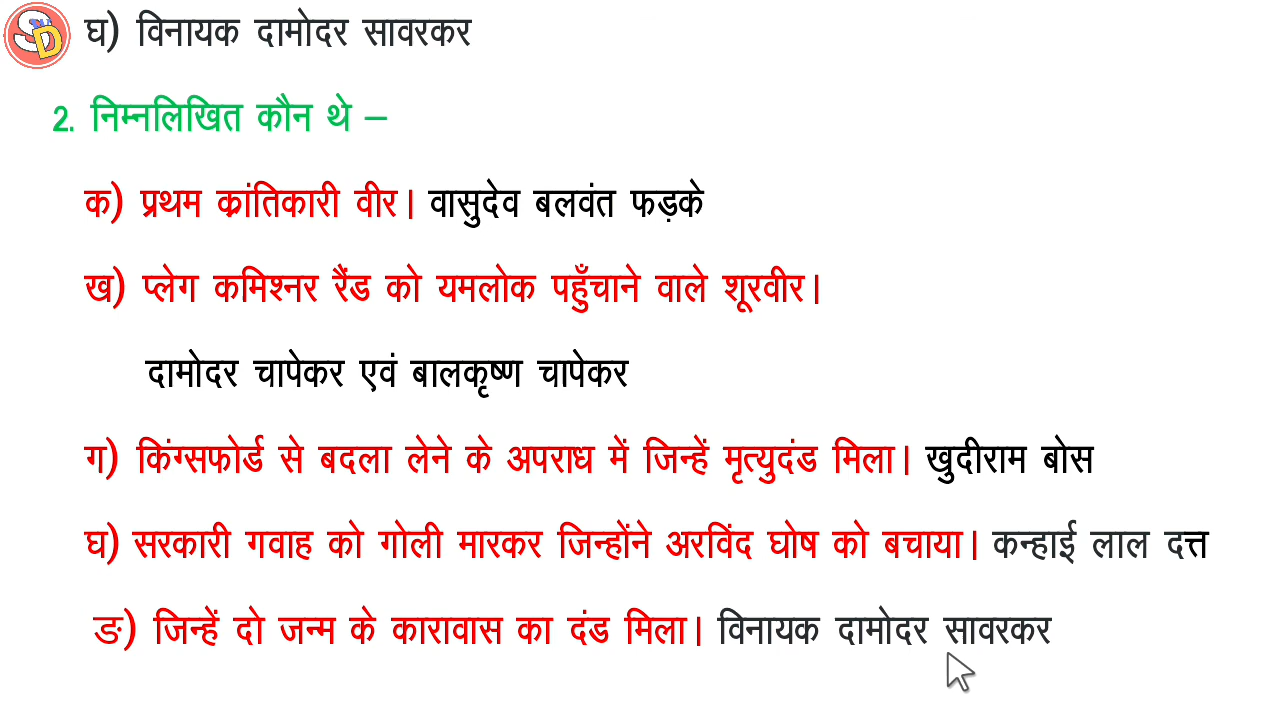 घ) विनायक दामोदर सावरकर
2. निम्नलिखित कौन थे –
क) प्रथम क्रांतिकारी वीर। वासुदेव बलवंत फड़के
ख) प्लेग कमिश्नर रैंड को यमलोक पहुँचाने वाले शूरवीर।
दामोदर चापेकर एवं बालकृष्ण चापेकर
ग) किंग्सफोर्ड से बदला लेने के अपराध में जिन्हें मृत्युदंड मिला। खुदीराम बोस
घ) सरकारी गवाह को गोली मारकर जिन्होंने अरविंद घोष को बचाया। कन्हाई लाल दत्त
ङ) जिन्हें दो जन्म के कारावास का दंड मिला। विनायक दामोदर सावरकर